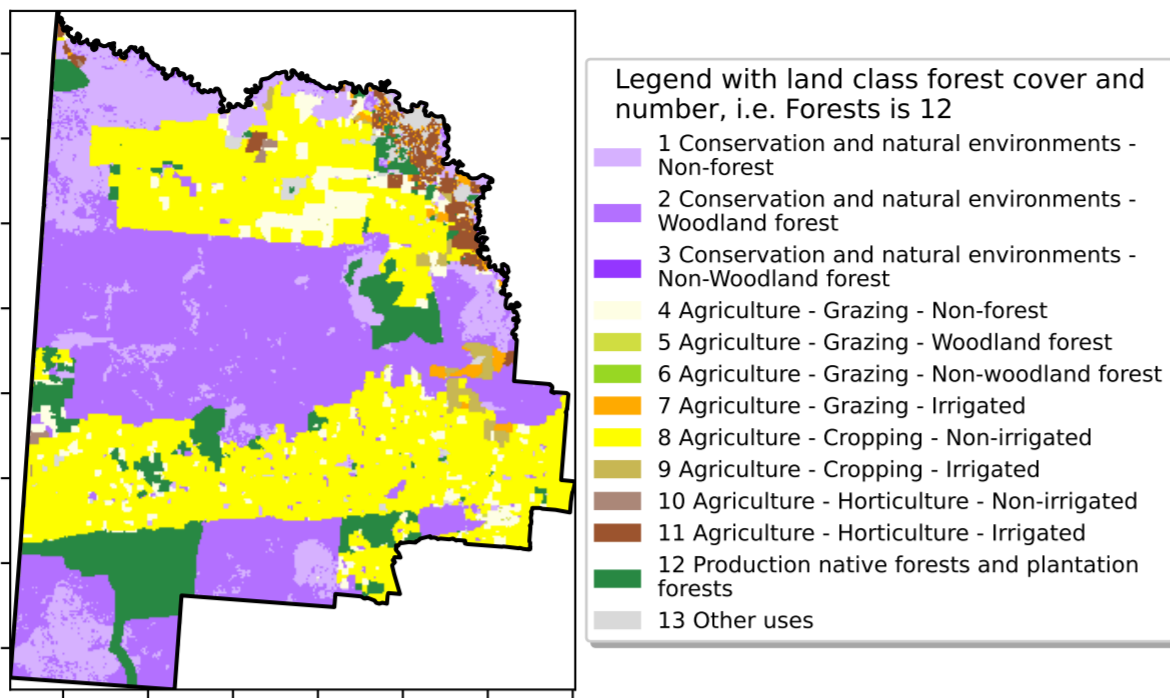 Legend with land class forest cover and
number, i.e. Forests is 12
1 Conservation and natural environments -
Non-forest
2 Conservation and natural environments -
Woodland forest
3 Conservation and natural environments -
Non-Woodland forest
4 Agriculture - Grazing - Non-forest
5 Agriculture - Grazing - Woodland forest
6 Agriculture - Grazing - Non-woodland forest
7 Agriculture - Grazing - Irrigated
8 Agriculture - Cropping - Non-irrigated
9 Agriculture - Cropping - Irrigated
10 Agriculture - Horticulture - Non-irrigated
11 Agriculture - Horticulture - Irrigated
12 Production native forests and plantation
forests
13 Other uses